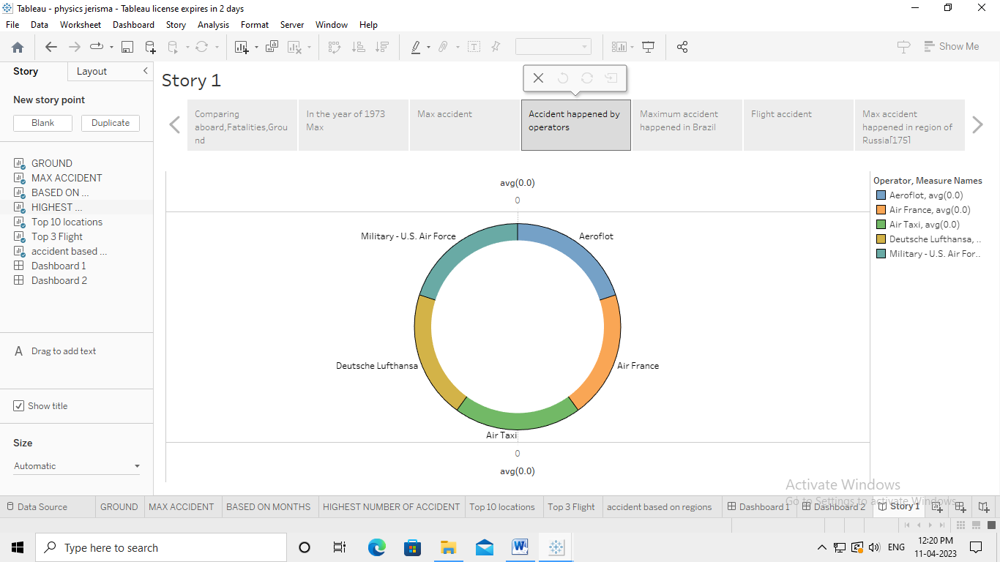 Tableau - physics jerisma - Tableau license expires in 2 days
File Data Worksheet Dashboard Story Analysis Format Server Window Help
Show Me
Story Layout
New story point
Blank Duplicate
GROUND
MAX ACCIDENT
BASED ON ...
HIGHEST ...
Top 10 locations
Top 3 Flight
accident based ...
Dashboard 1
Dashboard 2
A Drag to add text
Show title
Size
Automatic
Story 1
Comparing
aboard,Fatalities,Grou
nd
In the year of 1973
Max
Max accident
Accident happened by
operators
Maximum accident
happened in Brazil
Flight accident
Max accident
happened in region of
Russia[175]
avg(0.0)
0
Military - U.S. Air Force
Aeroflot
Deutsche Lufthansa
Air France
Air Taxi
0
avg(0.0)
Operator, Measure Names
Aeroflot, avg(0.0)
Air France, avg(0.0)
Air Taxi, avg(0.0)
Deutsche Lufthansa, ..
Military - U.S. Air For..
Activate Windows
Go to Settings to activate Windows.
Data Source GROUND MAX ACCIDENT BASED ON MONTHS HIGHEST NUMBER OF ACCIDENT Top 10 locations Top 3 Flight accident based on regions Dashboard 1 Dashboard 2 Story 1
Type here to search
ENG
12:20 PM
11-04-2023